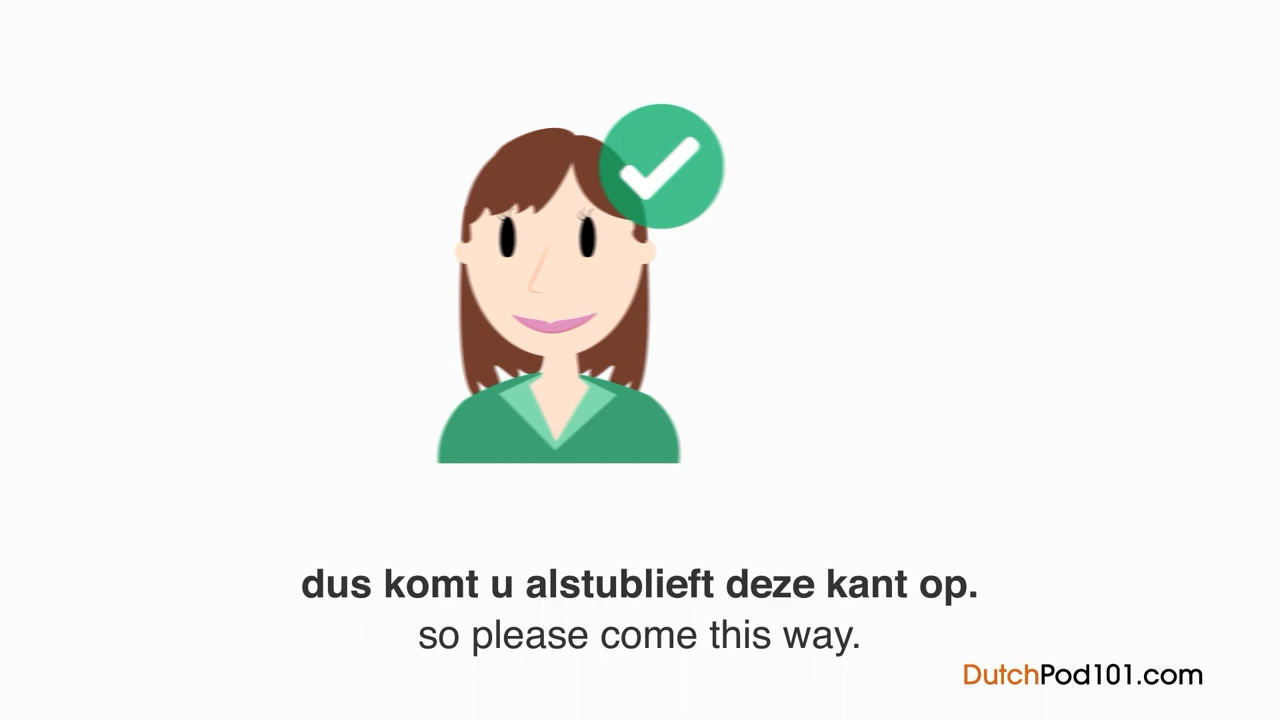 dus komt u alstublieft deze kant op.
so please come this way.
DutchPod101.com